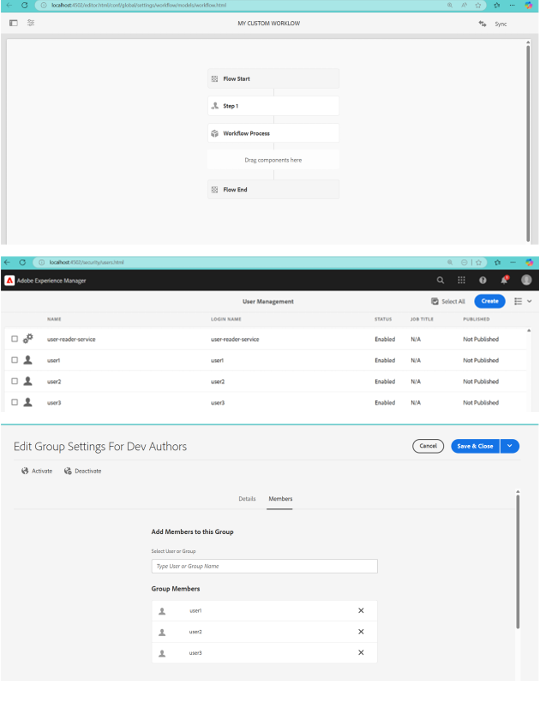 localhost:4502/editor.html/conf/global/settings/workflow/models/workflow.html
MY CUSTOM WORKLOW
Sync
Flow Start
Step 1
Workflow Process
Drag components here
Flow End
localhost:4502/security/users.html
Adobe Experience Manager
User Management
Select All
Create
NAME LOGIN NAME STATUS JOB TITLE PUBLISHED
user-reader-service user-reader-service Enabled N/A Not Published
user1 user1 Enabled N/A Not Published
user2 user2 Enabled N/A Not Published
user3 user3 Enabled N/A Not Published
Edit Group Settings For Dev Authors
Cancel
Save & Close
Activate
Deactivate
Details
Members
Add Members to this Group
Select User or Group
Type User or Group Name
Group Members
user1
user2
user3